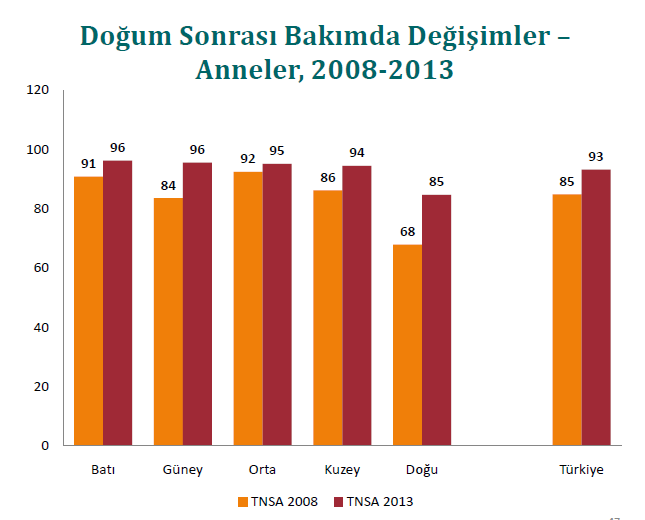 Doğum Sonrası Bakımda Değişimler –
Anneler, 2008-2013
120
100
80
60
40
20
0
91
96
84
96
92
95
86
94
68
85
85
93
Batı
Güney
Orta
Kuzey
Doğu
Türkiye
TNSA 2008
TNSA 2013